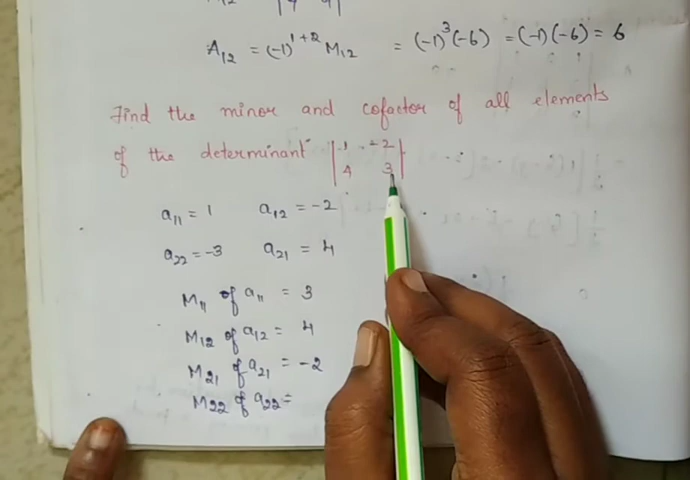 A₁₂ = (-1)¹⁺² M₁₂ = (-1)³(-6) = (-1)(-6) = 6
Find the minor and cofactor of all elements
of the determinant | 1 -2 |
| 4 3 |
a₁₁ = 1 a₁₂ = -2
a₂₂ = -3 a₂₁ = 4
M₁₁ of a₁₁ = 3
M₁₂ of a₁₂ = 4
M₂₁ of a₂₁ = -2
M₂₂ of a₂₂ =